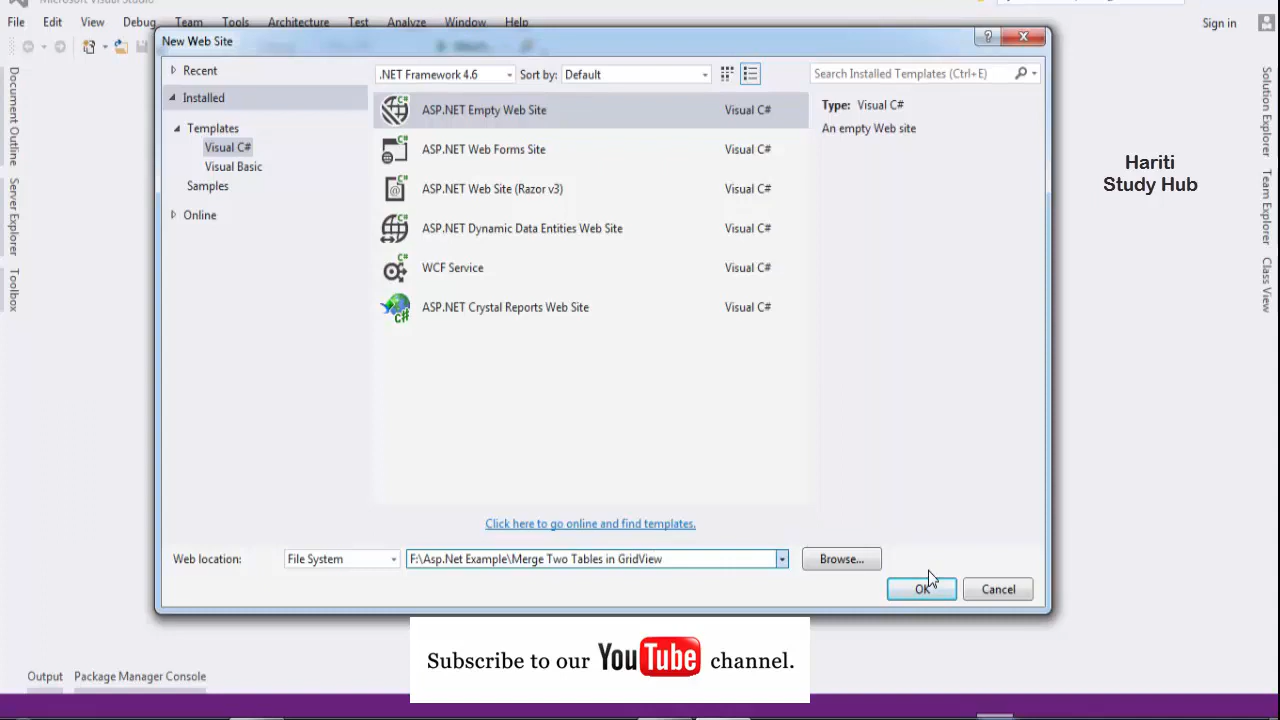 Microsoft Visual Studio
File Edit View Debug Team Tools Architecture Test Analyze Window Help
Sign in
New Web Site
Recent
.NET Framework 4.6
Sort by: Default
Search Installed Templates (Ctrl+E)
Installed
Templates
Visual C#
Visual Basic
Samples
Online
ASP.NET Empty Web Site Visual C#
ASP.NET Web Forms Site Visual C#
ASP.NET Web Site (Razor v3) Visual C#
ASP.NET Dynamic Data Entities Web Site Visual C#
WCF Service Visual C#
ASP.NET Crystal Reports Web Site Visual C#
Type: Visual C#
An empty Web site
Click here to go online and find templates.
Web location: File System F:\Asp.Net Example\Merge Two Tables in GridView Browse...
OK Cancel
Document Outline
Server Explorer
Toolbox
Solution Explorer
Team Explorer
Class View
Hariti
Study Hub
Subscribe to our YouTube channel.
Output Package Manager Console